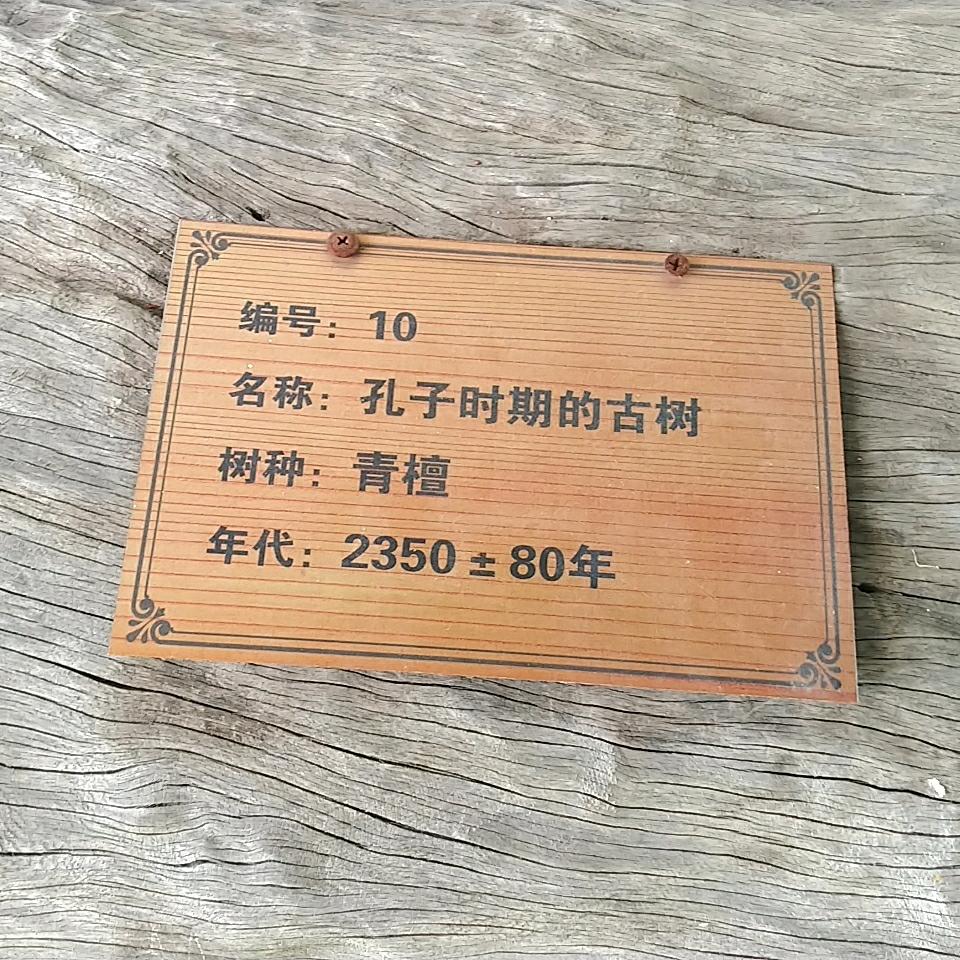 编号：10
名称：孔子时期的古树
树种：青檀
年代：2350±80年